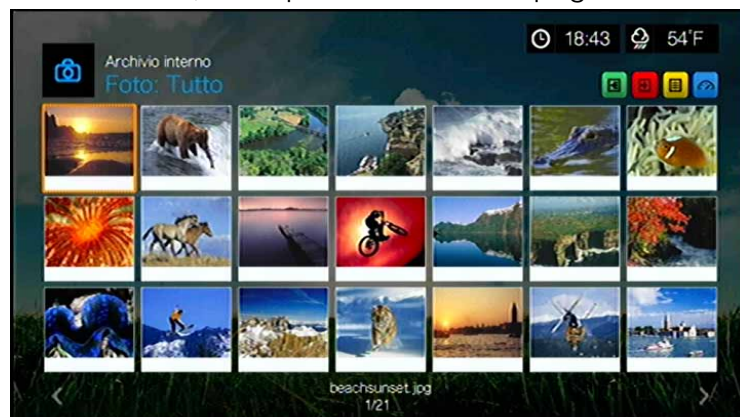 18:43 54°F
Archivio interno
Foto: Tutto
beachsunset.jpg
1/21